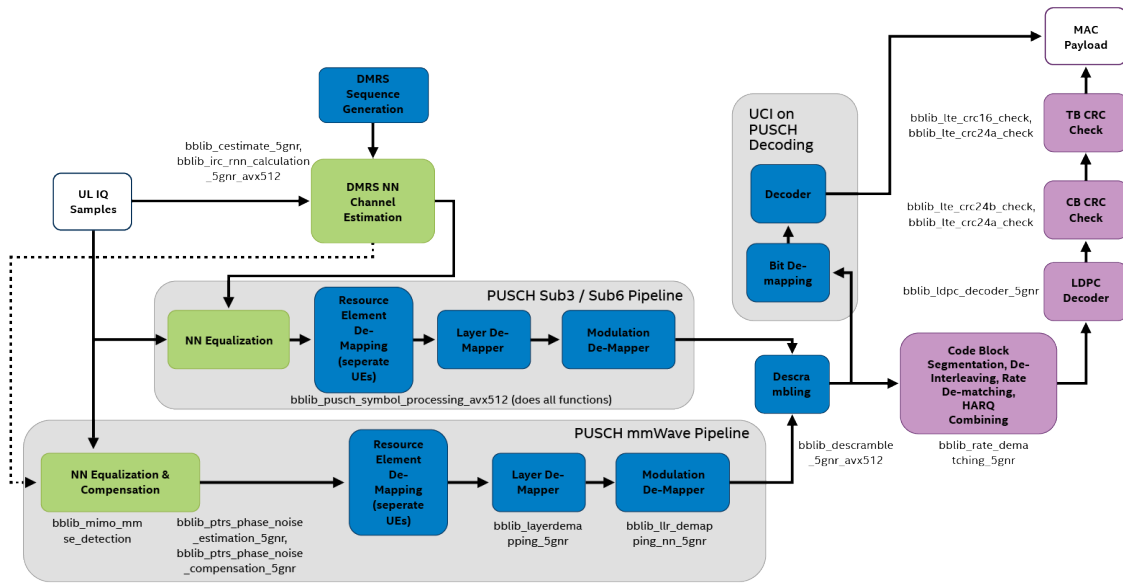 MAC
Payload
DMRS
Sequence
Generation
UCI on
PUSCH
Decoding
bblib_lte_crc16_check,
bblib_lte_crc24a_check
TB CRC
Check
bblib_cestimate_5gnr,
bblib_irc_rnn_calculation
_5gnr_avx512
UL IQ
Samples
DMRS NN
Channel
Estimation
Decoder
bblib_lte_crc24b_check,
bblib_lte_crc24a_check
CB CRC
Check
Bit De-
mapping
bblib_ldpc_decoder_5gnr
LDPC
Decoder
PUSCH Sub3 / Sub6 Pipeline
NN Equalization
Resource
Element
De-
Mapping
(seperate
UEs)
Layer De-
Mapper
Modulation
De-Mapper
bblib_pusch_symbol_processing_avx512 (does all functions)
Descra
mbling
bblib_descramble
_5gnr_avx512
Code Block
Segmentation, De-
Interleaving, Rate
De-matching,
HARQ
Combining
bblib_rate_dema
tching_5gnr
PUSCH mmWave Pipeline
NN Equalization &
Compensation
bblib_mimo_mm
se_detection
bblib_ptrs_phase_noise
_estimation_5gnr,
bblib_ptrs_phase_noise
_compensation_5gnr
Resource
Element
De-
Mapping
(seperate
UEs)
Layer De-
Mapper
bblib_layerdema
pping_5gnr
Modulation
De-Mapper
bblib_llr_demap
ping_nn_5gnr